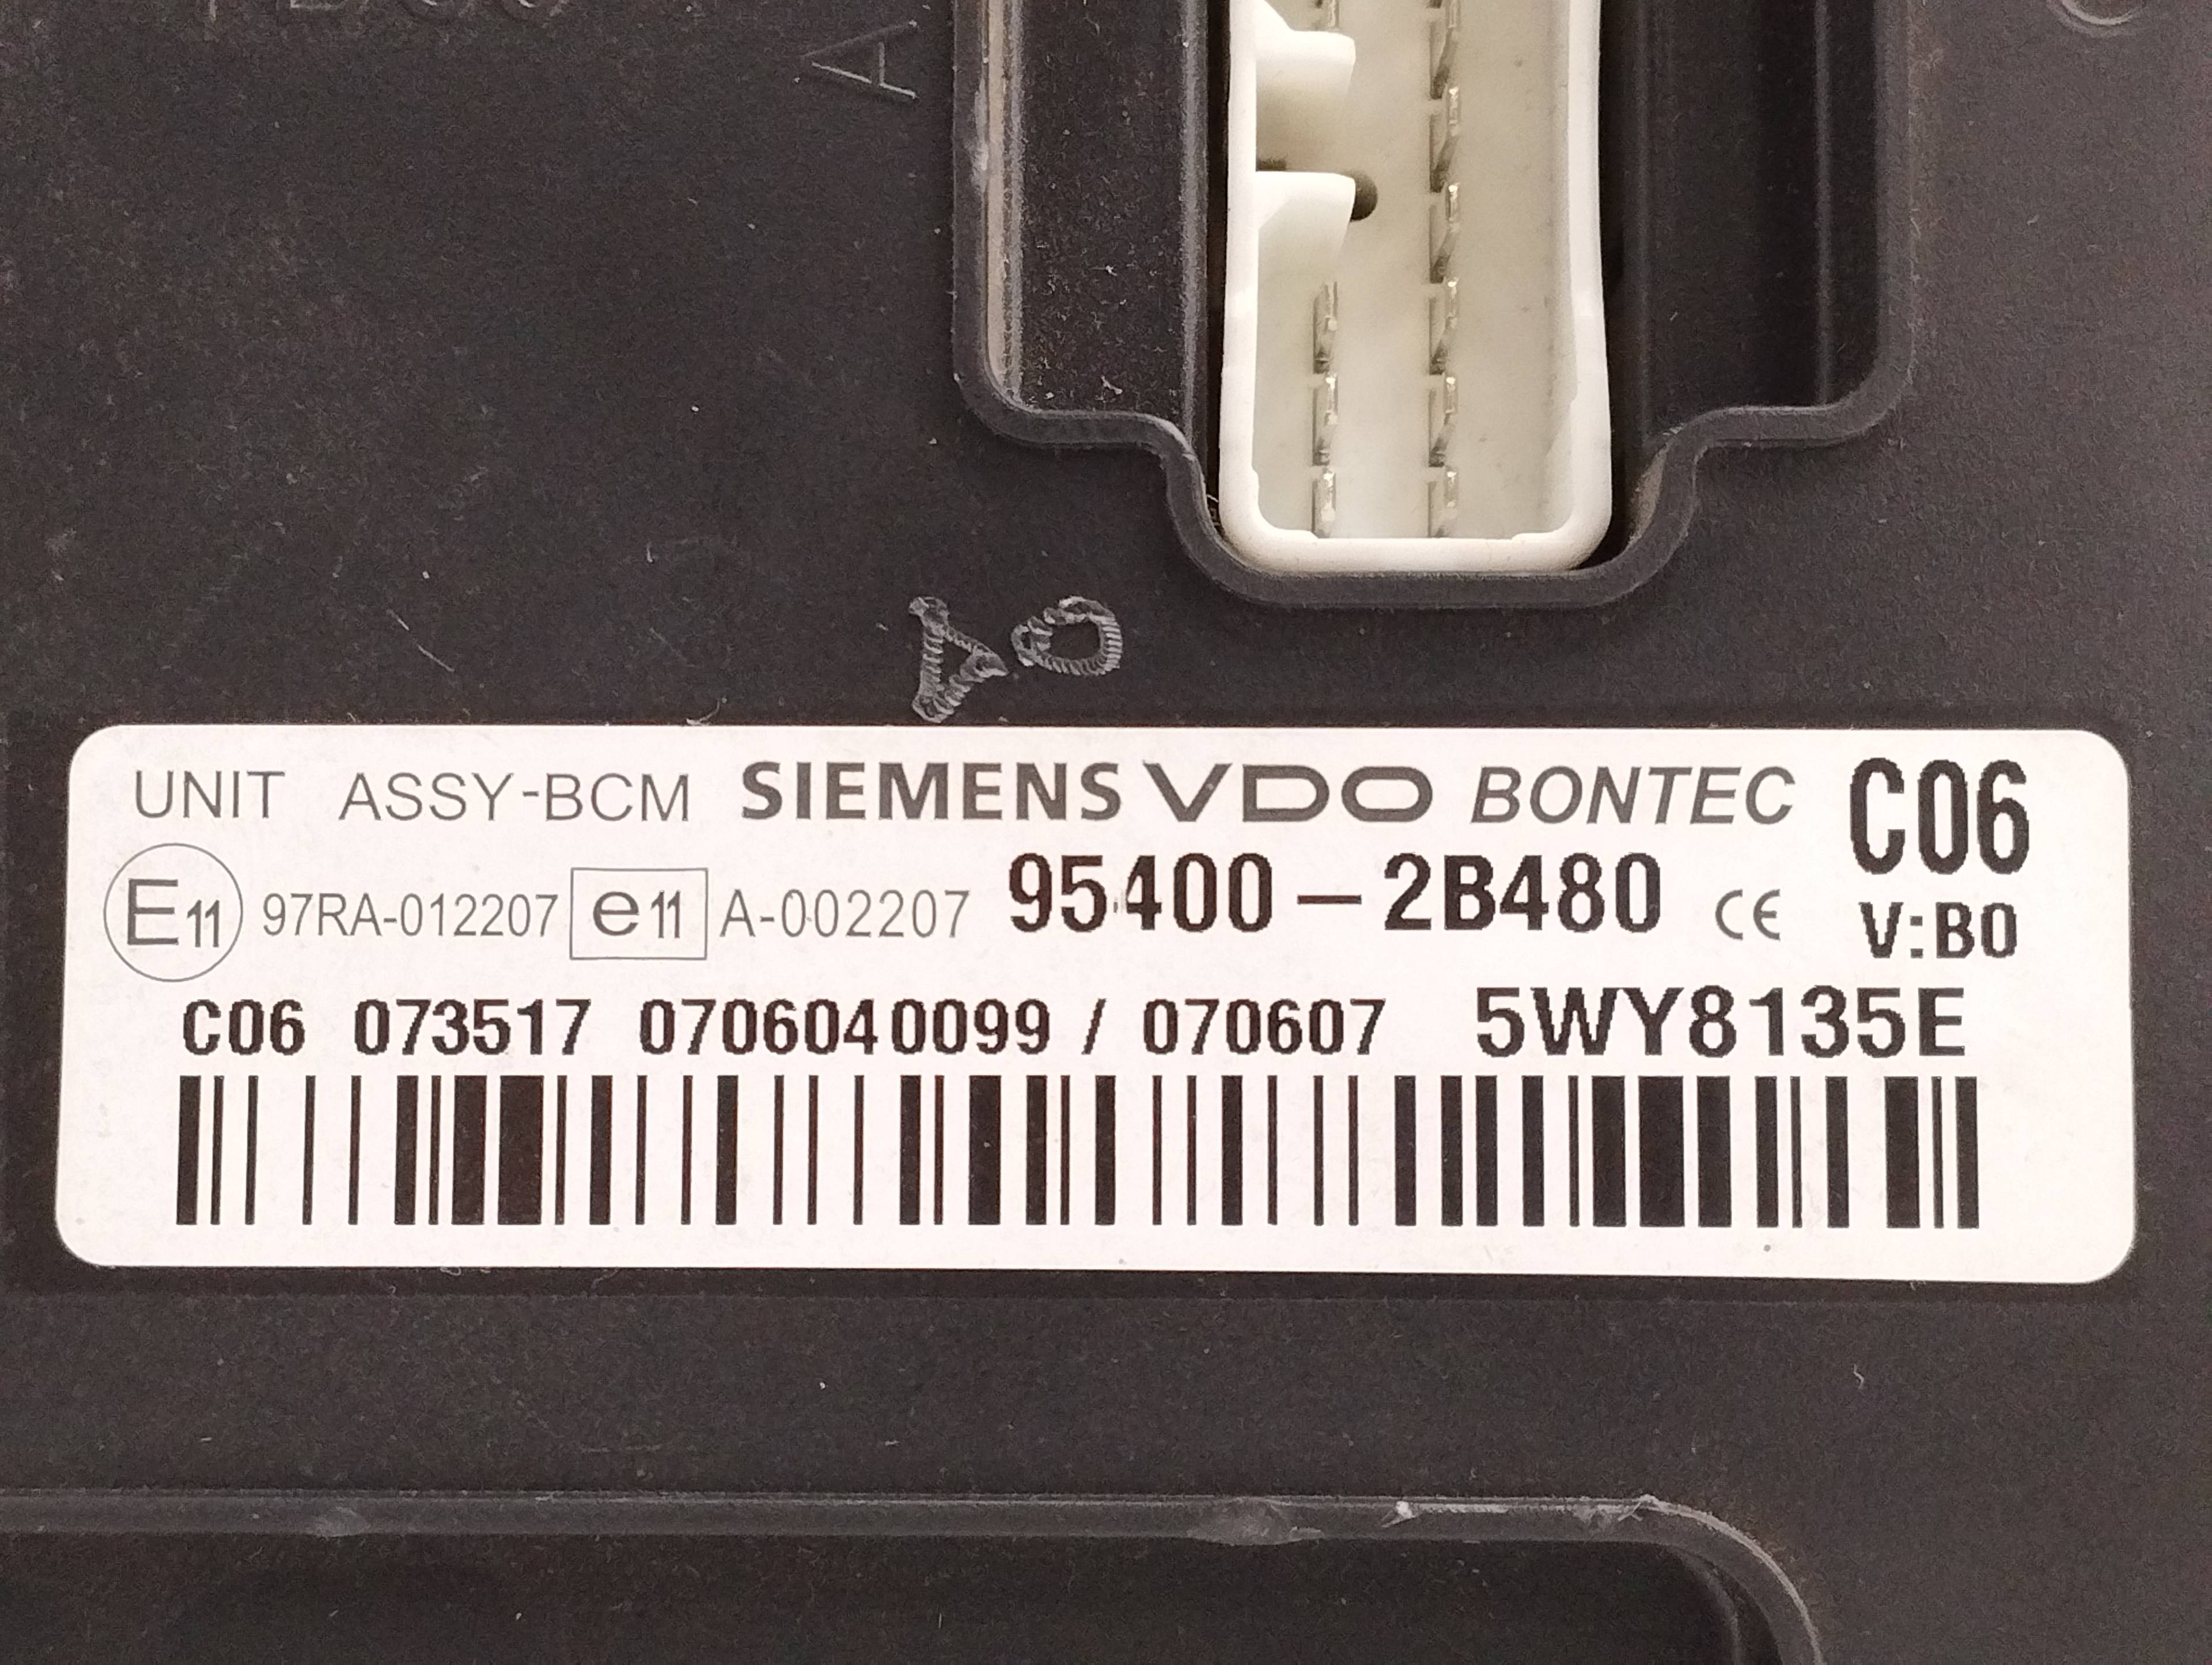 A
UNIT ASSY-BCM SIEMENS VDO BONTEC C06
E11 97RA-012207 e11 A-002207 95400-2B480 CE V:B0
C06 073517 0706040099 / 070607 5WY8135E